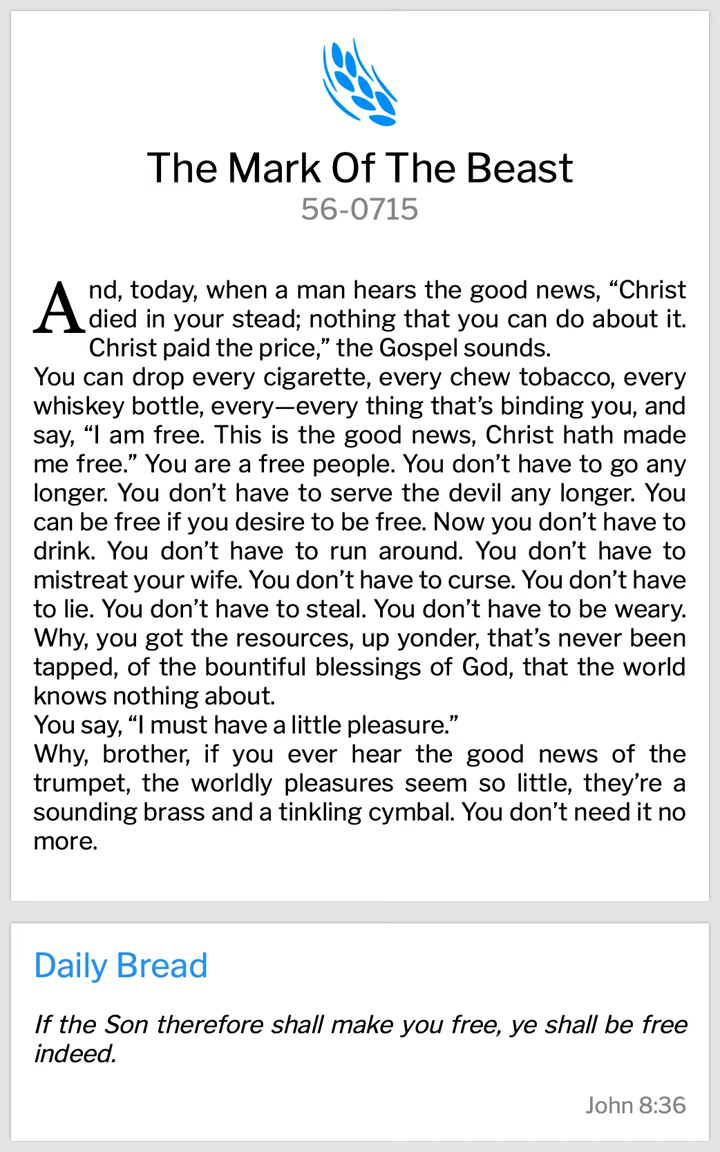 The Mark Of The Beast
56-0715
And, today, when a man hears the good news, “Christ
died in your stead; nothing that you can do about it.
Christ paid the price,” the Gospel sounds.
You can drop every cigarette, every chew tobacco, every
whiskey bottle, every—every thing that’s binding you, and
say, “I am free. This is the good news, Christ hath made
me free.” You are a free people. You don’t have to go any
longer. You don’t have to serve the devil any longer. You
can be free if you desire to be free. Now you don’t have to
drink. You don’t have to run around. You don’t have to
mistreat your wife. You don’t have to curse. You don’t have
to lie. You don’t have to steal. You don’t have to be weary.
Why, you got the resources, up yonder, that’s never been
tapped, of the bountiful blessings of God, that the world
knows nothing about.
You say, “I must have a little pleasure.”
Why, brother, if you ever hear the good news of the
trumpet, the worldly pleasures seem so little, they’re a
sounding brass and a tinkling cymbal. You don’t need it no
more.
Daily Bread
If the Son therefore shall make you free, ye shall be free
indeed.
John 8:36